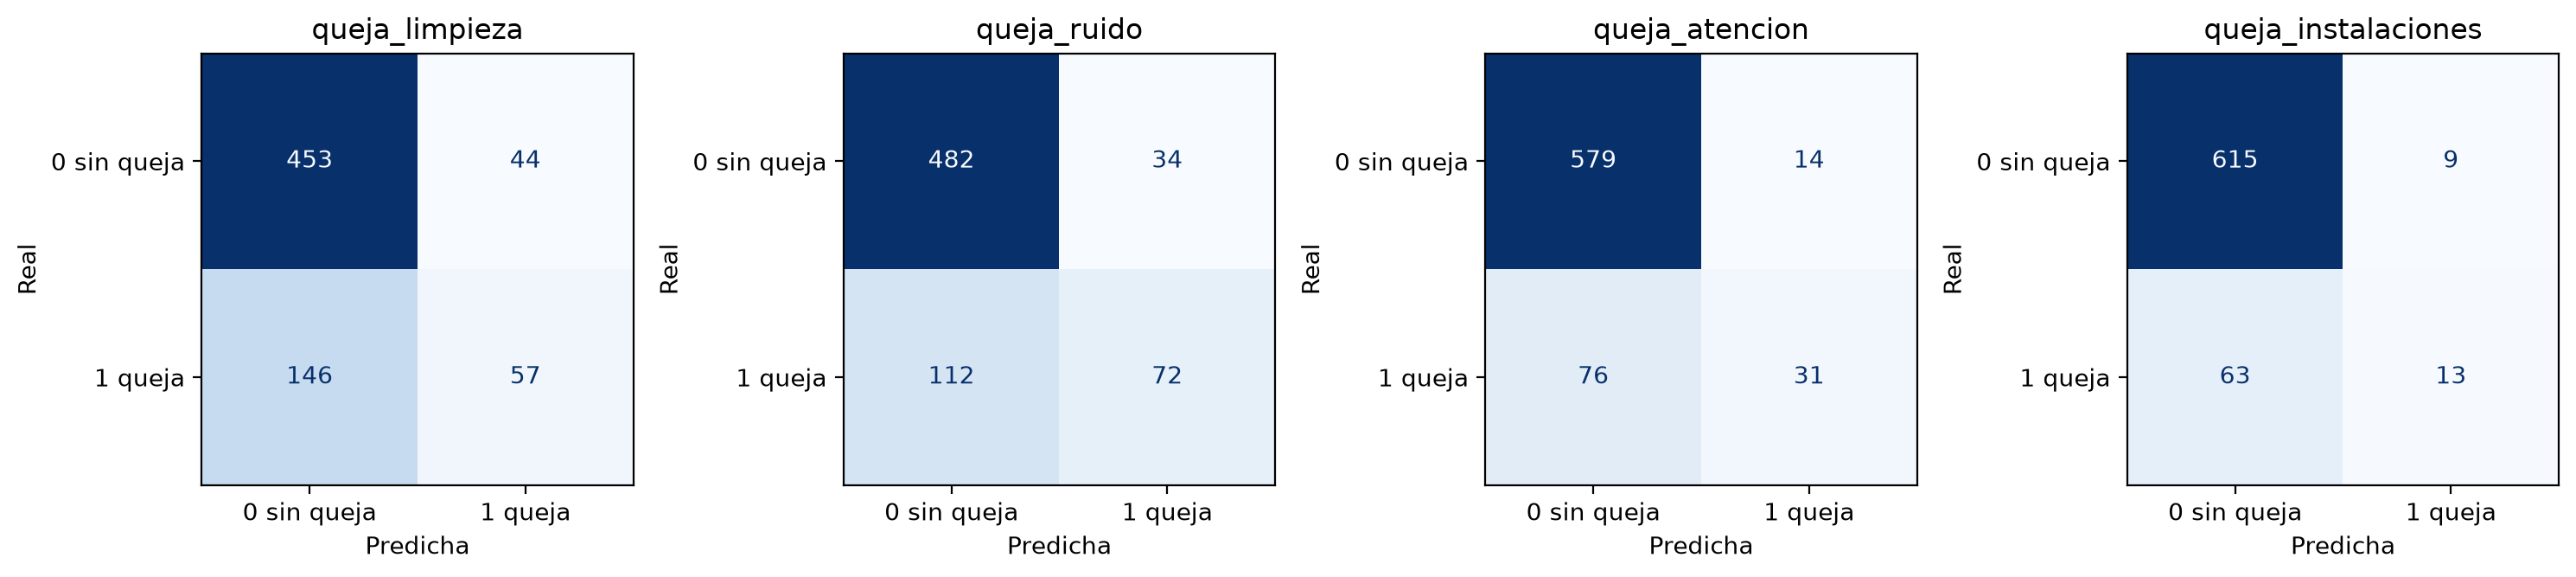 queja_limpieza
0 sin queja
453
44
1 queja
146
57
Real
0 sin queja
1 queja
Predicha
queja_ruido
0 sin queja
482
34
1 queja
112
72
Real
0 sin queja
1 queja
Predicha
queja_atencion
0 sin queja
579
14
1 queja
76
31
Real
0 sin queja
1 queja
Predicha
queja_instalaciones
0 sin queja
615
9
1 queja
63
13
Real
0 sin queja
1 queja
Predicha